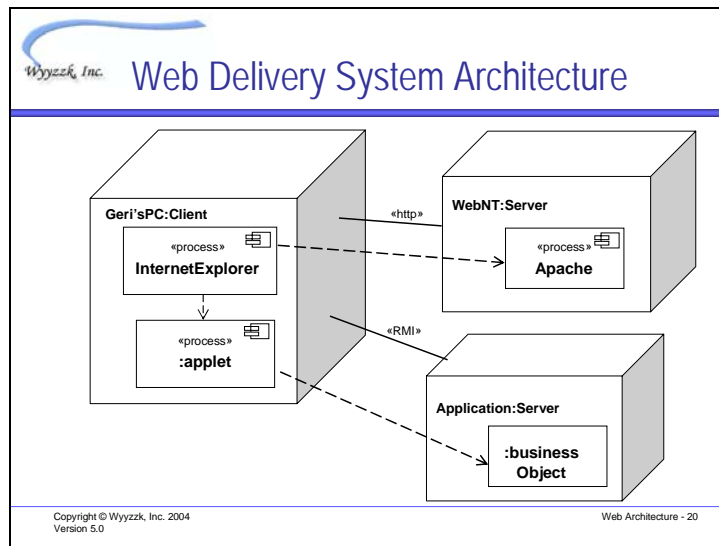 Wyyzzk, Inc.
Web Delivery System Architecture
Geri'sPC:Client
«process»
InternetExplorer
«process»
:applet
«http»
«RMI»
WebNT:Server
«process»
Apache
Application:Server
:business
Object
Copyright © Wyyzzk, Inc. 2004
Version 5.0
Web Architecture - 20